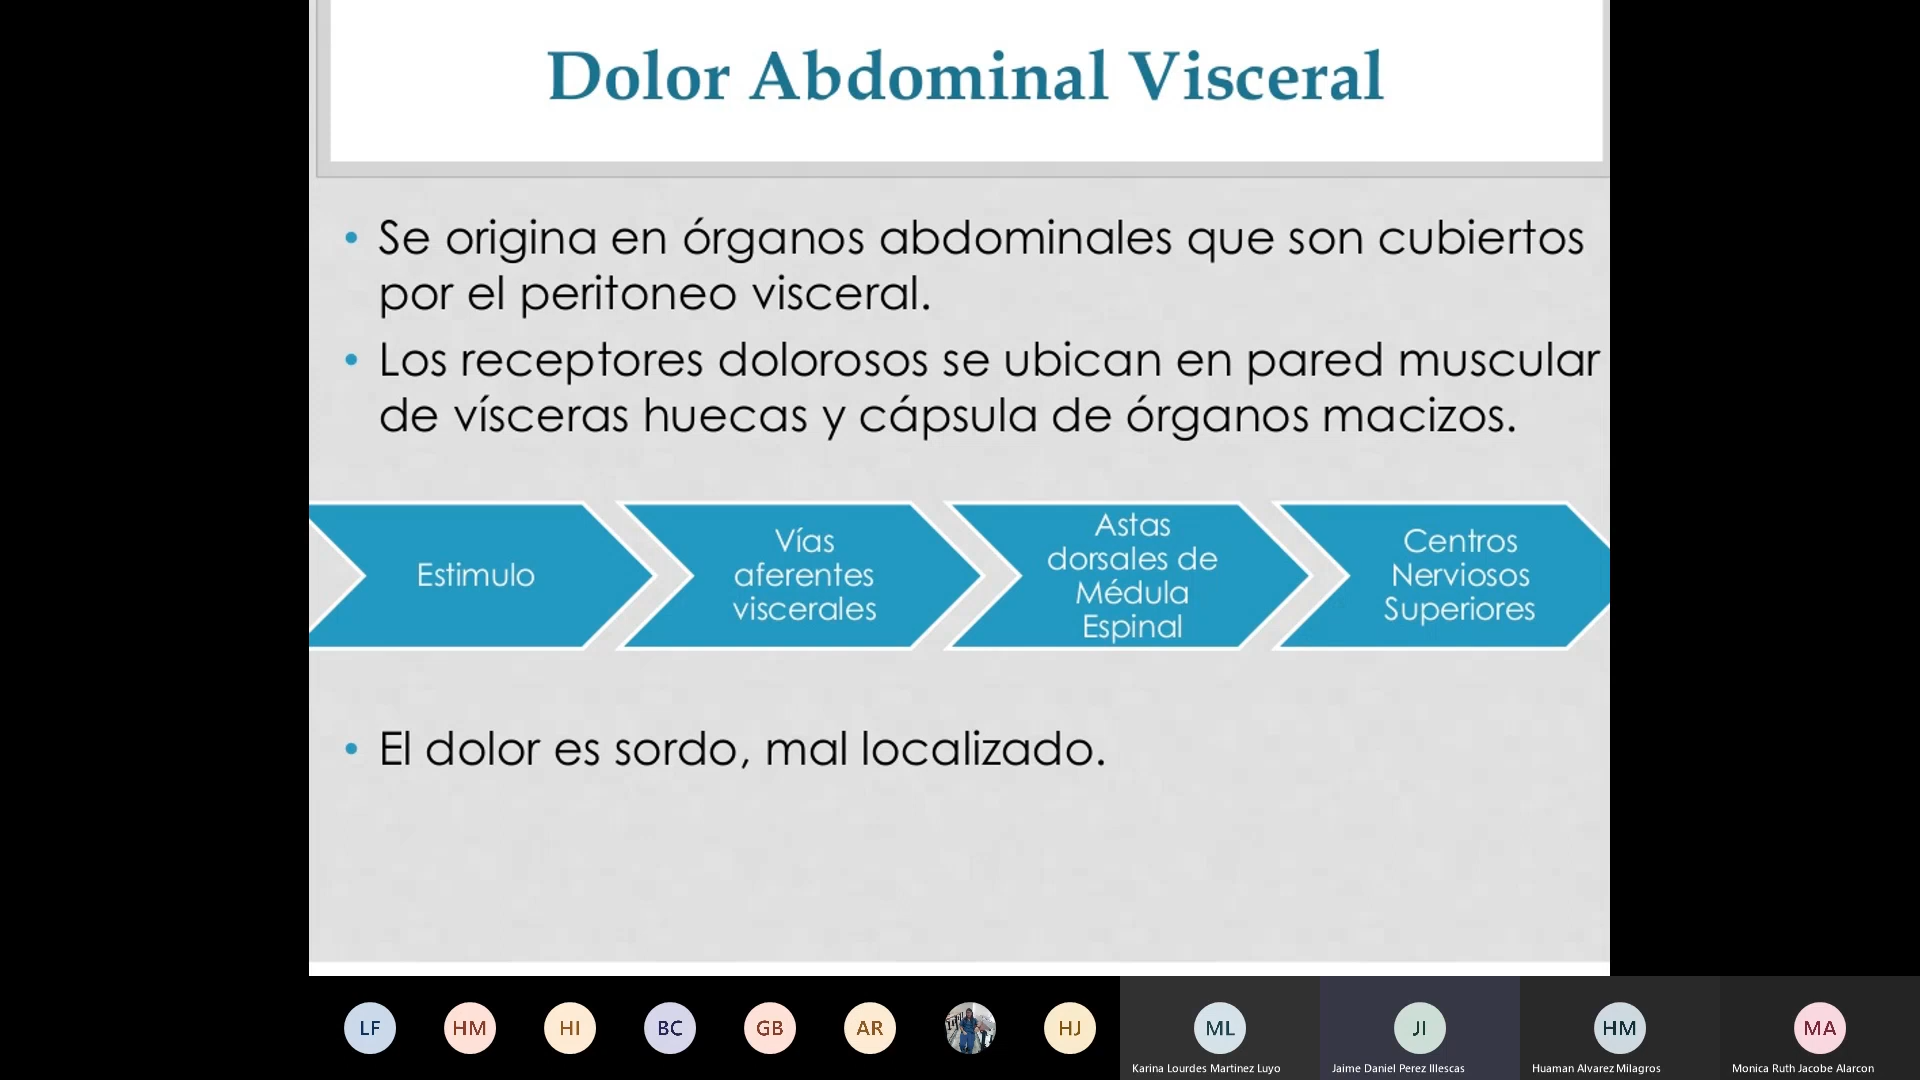 Dolor Abdominal Visceral
• Se origina en órganos abdominales que son cubiertos
por el peritoneo visceral.
• Los receptores dolorosos se ubican en pared muscular
de vísceras huecas y cápsula de órganos macizos.
Estimulo
Vías
aferentes
viscerales
Astas
dorsales de
Médula
Espinal
Centros
Nerviosos
Superiores
• El dolor es sordo, mal localizado.
LF
HM
HI
BC
GB
AR
HJ
ML
Karina Lourdes Martinez Luyo
JI
Jaime Daniel Perez Illescas
HM
Huaman Alvarez Milagros
MA
Monica Ruth Jacobe Alarcon